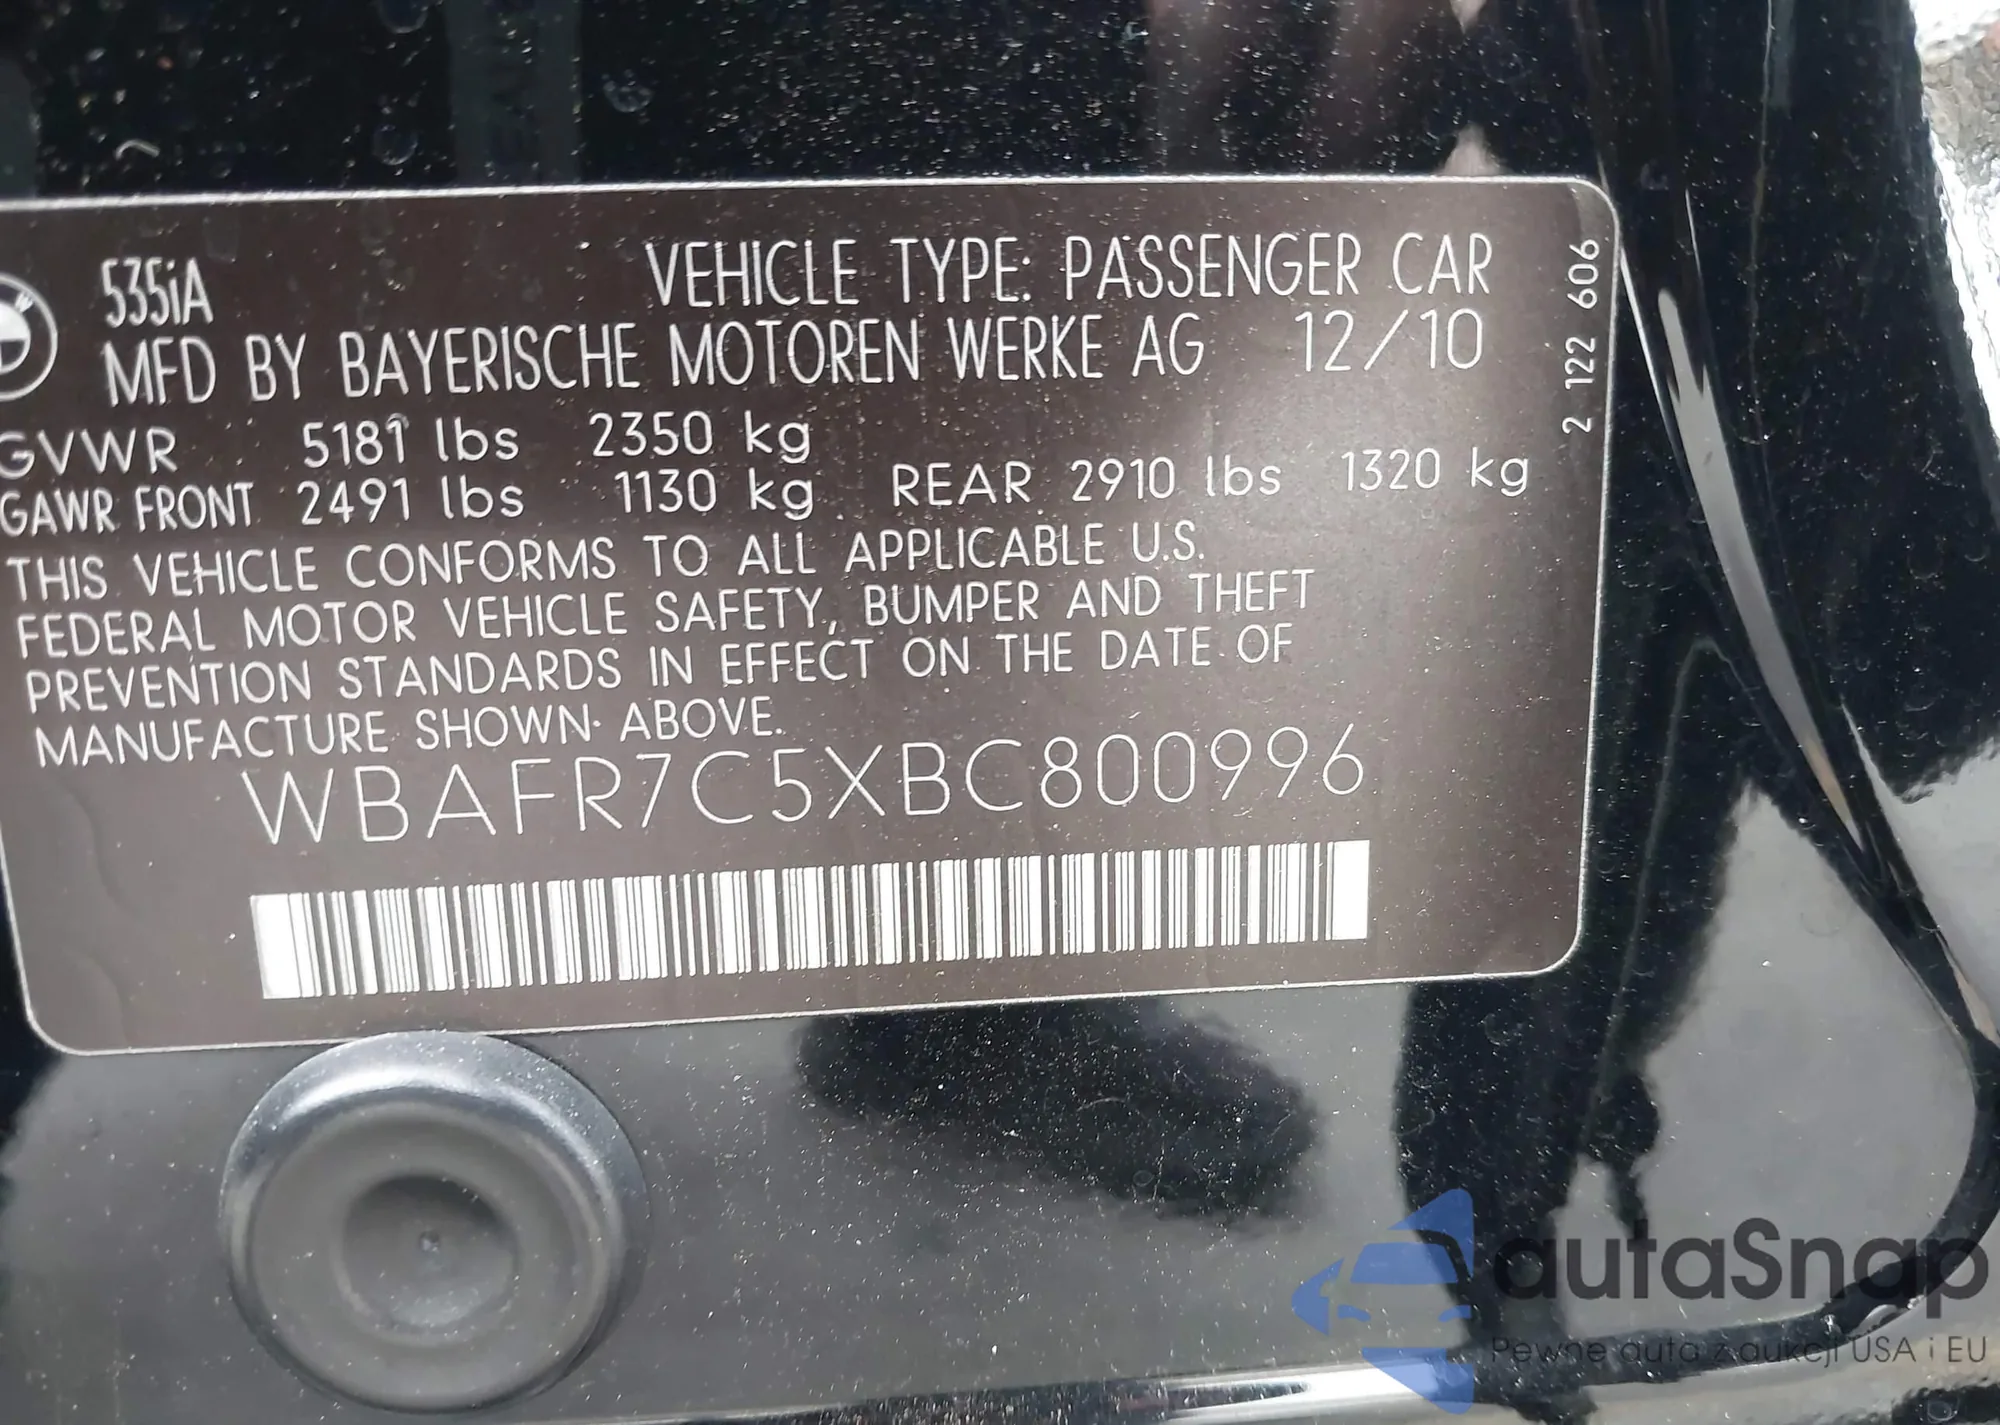 535iA
VEHICLE TYPE: PASSENGER CAR
MFD BY BAYERISCHE MOTOREN WERKE AG 12/10
GVWR 5181 lbs 2350 kg
GAWR FRONT 2491 lbs 1130 kg REAR 2910 lbs 1320 kg
THIS VEHICLE CONFORMS TO ALL APPLICABLE U.S.
FEDERAL MOTOR VEHICLE SAFETY, BUMPER AND THEFT
PREVENTION STANDARDS IN EFFECT ON THE DATE OF
MANUFACTURE SHOWN ABOVE.
WBAFR7C5XBC800996
2 122 606
autaSnap
Pewne auta z aukcji USA i EU